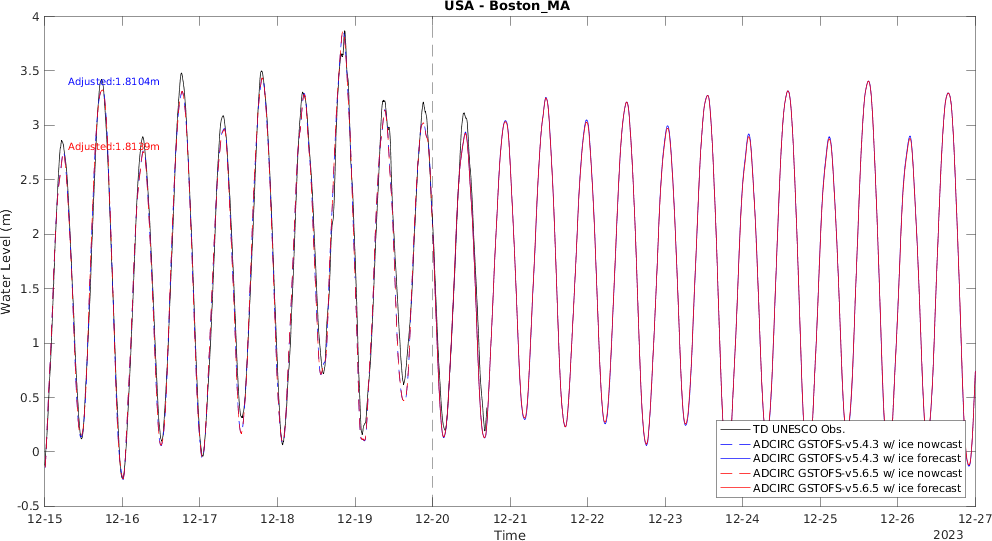 USA - Boston_MA
4
3.5
3
2.5
2
1.5
1
0.5
0
-0.5
Water Level (m)
Adjusted:1.8104m
Adjusted:1.8139m
TD UNESCO Obs.
ADCIRC GSTOFS-v5.4.3 w/ ice nowcast
ADCIRC GSTOFS-v5.4.3 w/ ice forecast
ADCIRC GSTOFS-v5.6.5 w/ ice nowcast
ADCIRC GSTOFS-v5.6.5 w/ ice forecast
12-15 12-16 12-17 12-18 12-19 12-20 12-21 12-22 12-23 12-24 12-25 12-26 12-27
Time
2023